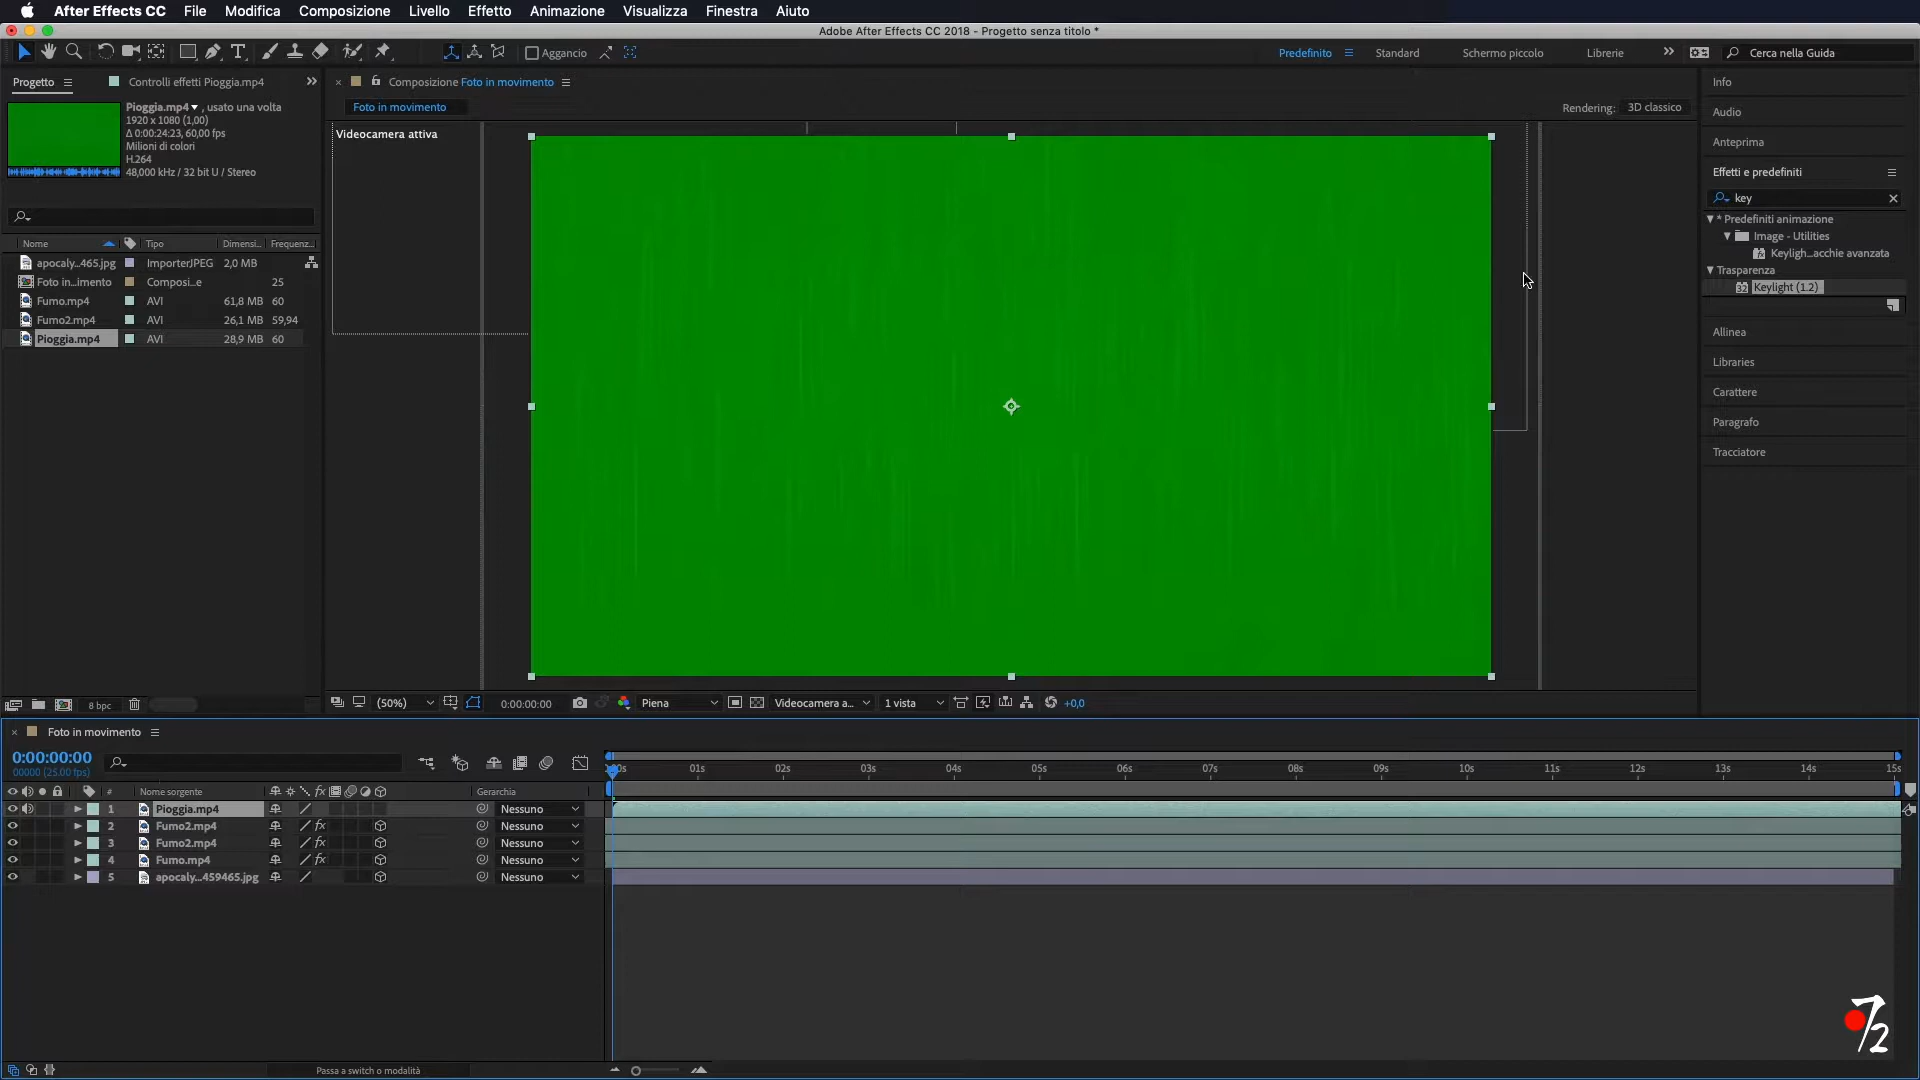 After Effects CC File Modifica Composizione Livello Effetto Animazione Visualizza Finestra Aiuto
Adobe After Effects CC 2018 - Progetto senza titolo *
Aggancio Predefinito Standard Schermo piccolo Librerie Cerca nella Guida
Progetto Controlli effetti Pioggia.mp4
Composizione Foto in movimento
Foto in movimento
Rendering: 3D classico
Videocamera attiva
Pioggia.mp4 , usato una volta
1920 x 1080 (1,00)
Δ 0:00:24:23, 60,00 fps
Milioni di colori
H.264
48,000 kHz / 32 bit U / Stereo
Nome Tipo Dimensi... Frequenz...
apocaly...465.jpg ImporterJPEG 2,0 MB
Foto in...imento Composi...e 25
Fumo.mp4 AVI 61,8 MB 60
Fumo2.mp4 AVI 26,1 MB 59,94
Pioggia.mp4 AVI 28,9 MB 60
8 bpc
Info
Audio
Anteprima
Effetti e predefiniti
key
* Predefiniti animazione
Image - Utilities
Keyligh...acchie avanzata
Trasparenza
32 Keylight (1.2)
Allinea
Libraries
Carattere
Paragrafo
Tracciatore
(50%) 0:00:00:00 Piena Videocamera a... 1 vista +0,0
Foto in movimento
0:00:00:00
00000 (25.00 fps)
01s 02s 03s 04s 05s 06s 07s 08s 09s 10s 11s 12s 13s 14s 15s
# Nome sorgente fx Gerarchia
1 Pioggia.mp4 Nessuno
2 Fumo2.mp4 fx Nessuno
3 Fumo2.mp4 fx Nessuno
4 Fumo.mp4 fx Nessuno
5 apocaly...459465.jpg Nessuno
Passa a switch o modalità